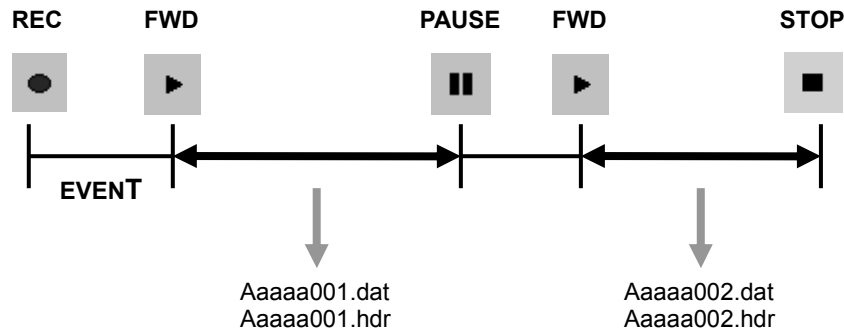 REC FWD PAUSE FWD STOP
EVENT
Aaaaa001.dat Aaaaa002.dat
Aaaaa001.hdr Aaaaa002.hdr